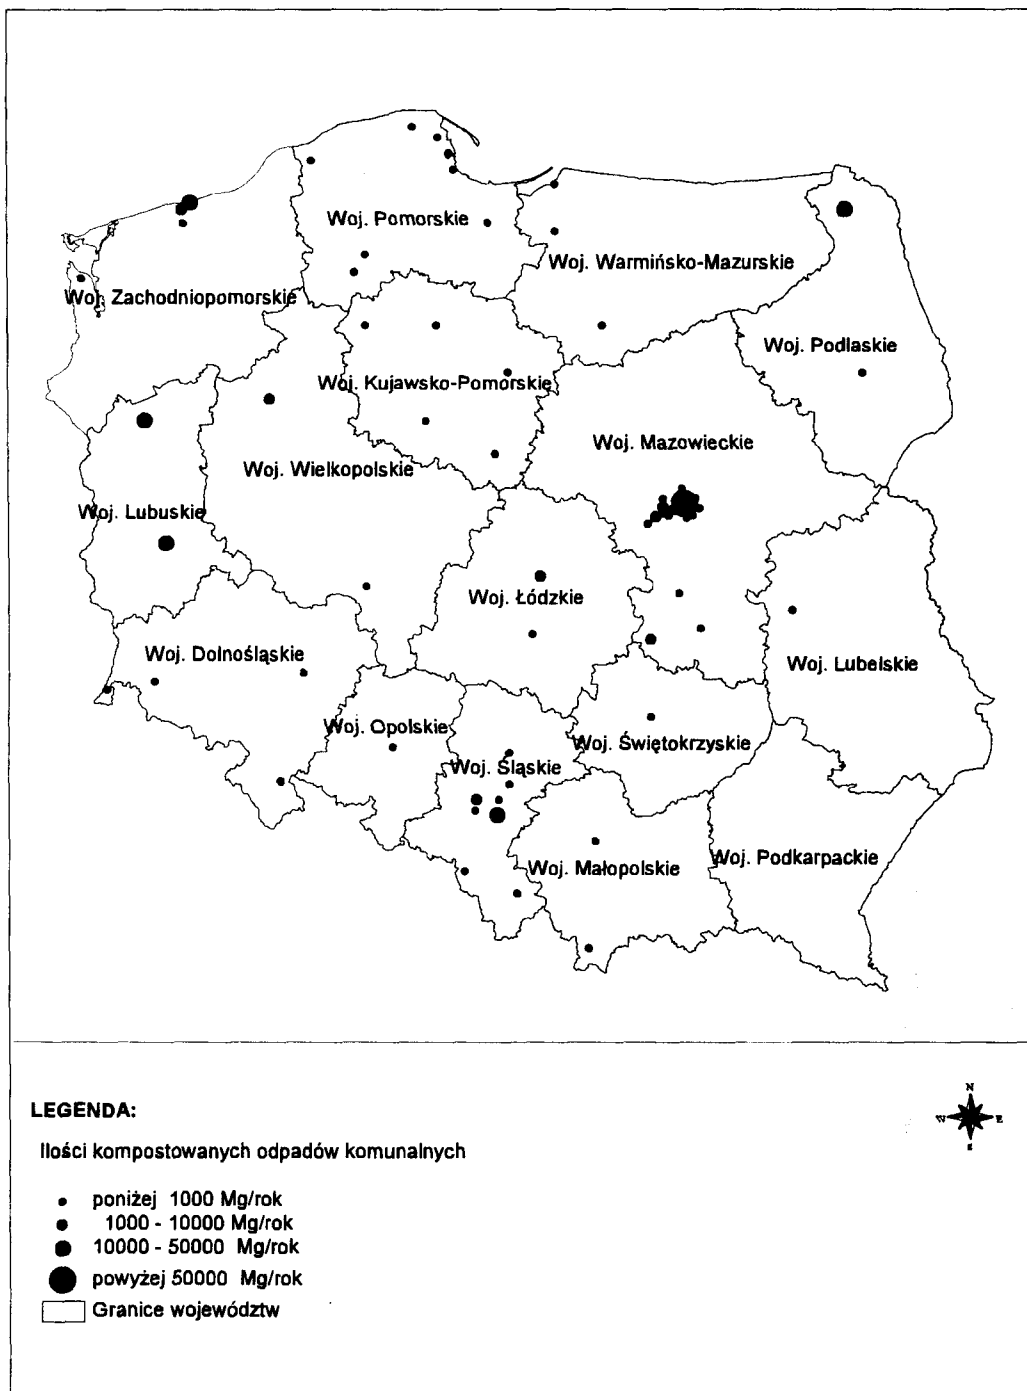 Woj. Pomorskie
Woj. Warmińsko-Mazurskie
Woj. Zachodniopomorskie
Woj. Podlaskie
Woj. Kujawsko-Pomorskie
Woj. Mazowieckie
Woj. Wielkopolskie
Woj. Lubuskie
Woj. Łódzkie
Woj. Dolnośląskie
Woj. Lubelskie
Woj. Opolskie
Woj. Świętokrzyskie
Woj. Śląskie
Woj. Małopolskie
Woj. Podkarpackie
LEGENDA:
Ilości kompostowanych odpadów komunalnych
poniżej 1000 Mg/rok
1000 - 10000 Mg/rok
10000 - 50000 Mg/rok
powyżej 50000 Mg/rok
Granice województw
N
W E
S